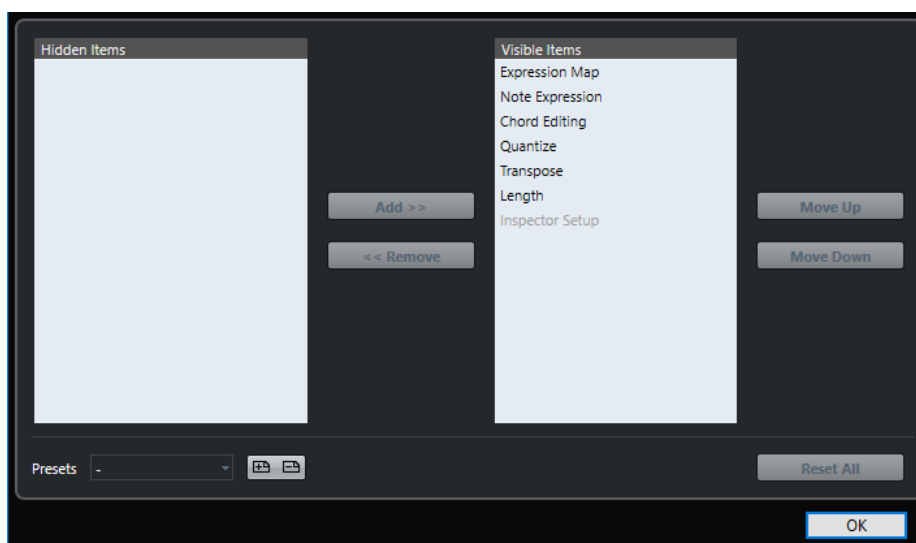 Hidden Items
Visible Items
Expression Map
Note Expression
Chord Editing
Quantize
Transpose
Length
Inspector Setup
Add >>
<< Remove
Move Up
Move Down
Presets
-
Reset All
OK